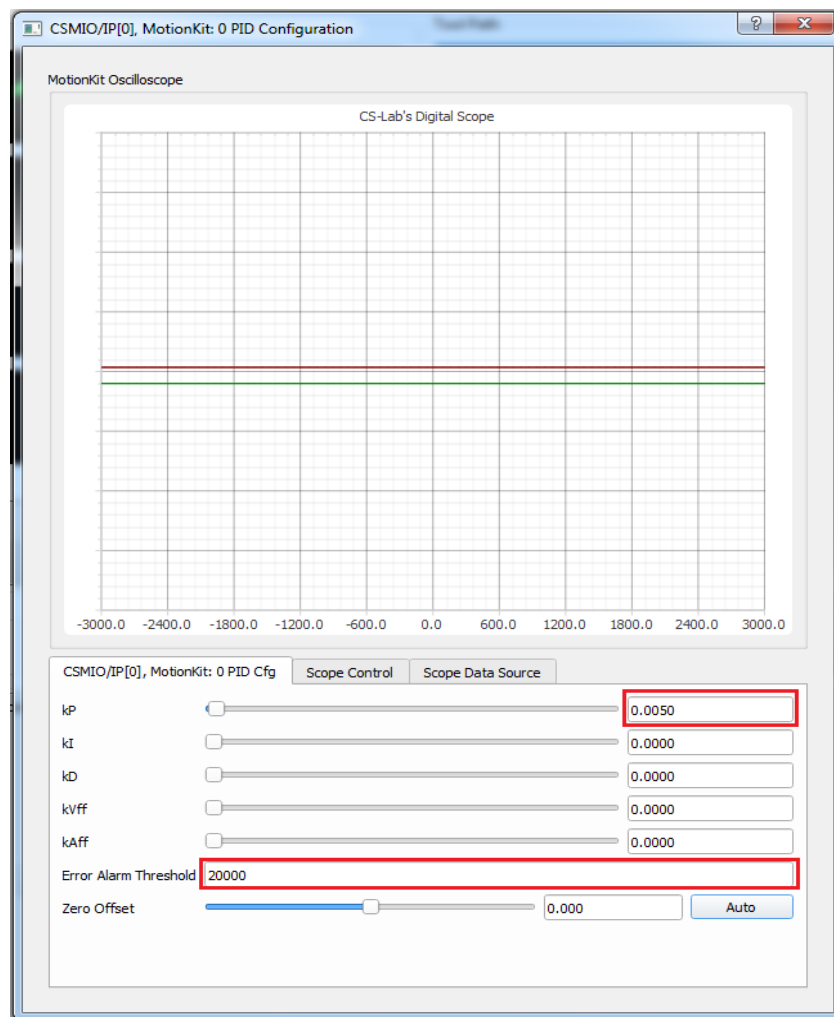 CSMIO/IP[0], MotionKit: 0 PID Configuration
MotionKit Oscilloscope
CS-Lab's Digital Scope
-3000.0 -2400.0 -1800.0 -1200.0 -600.0 0.0 600.0 1200.0 1800.0 2400.0 3000.0
CSMIO/IP[0], MotionKit: 0 PID Cfg Scope Control Scope Data Source
kP 0.0050
kI 0.0000
kD 0.0000
kVff 0.0000
kAff 0.0000
Error Alarm Threshold 20000
Zero Offset 0.000 Auto